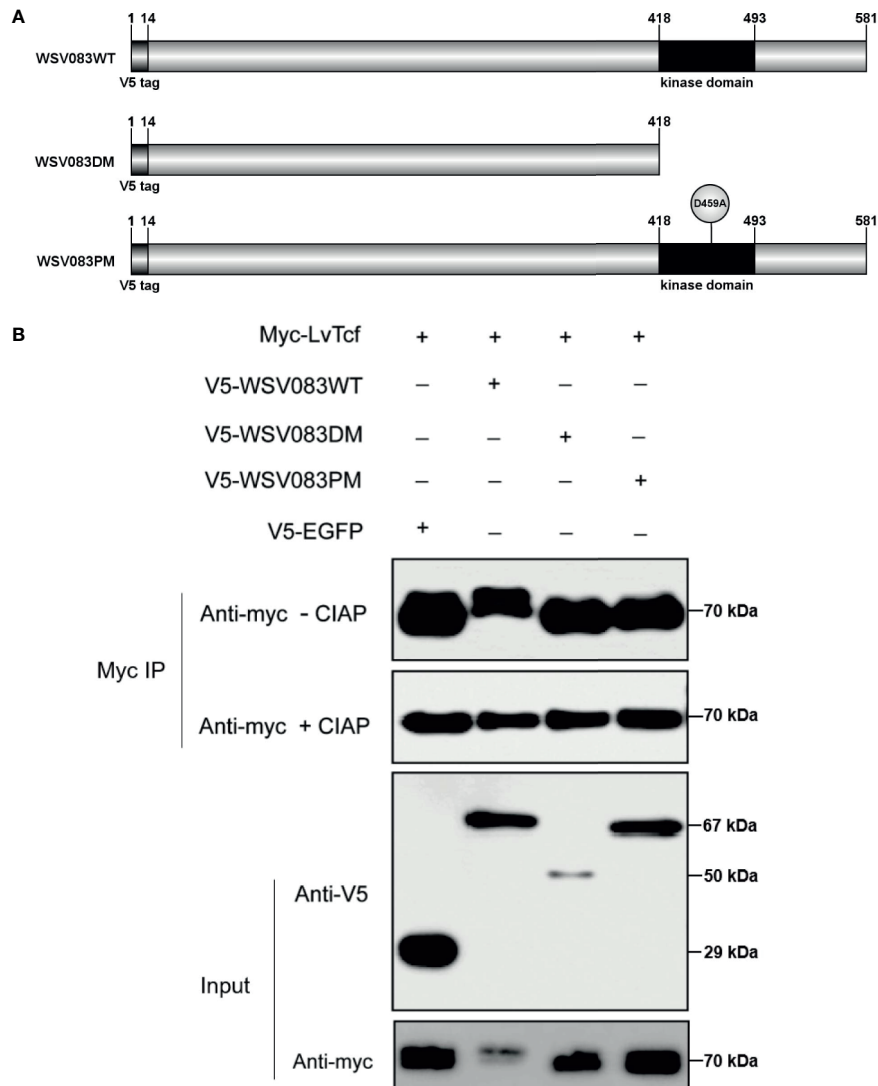 A
1 14 418 493 581
WSV083WT
V5 tag kinase domain
1 14 418
WSV083DM
V5 tag
D459A
1 14 418 493 581
WSV083PM
V5 tag kinase domain
B
Myc-LvTcf + + + +
V5-WSV083WT – + – –
V5-WSV083DM – – + –
V5-WSV083PM – – – +
V5-EGFP + – – –
Anti-myc - CIAP 70 kDa
Myc IP
Anti-myc + CIAP 70 kDa
67 kDa
50 kDa
Anti-V5
29 kDa
Input
Anti-myc 70 kDa